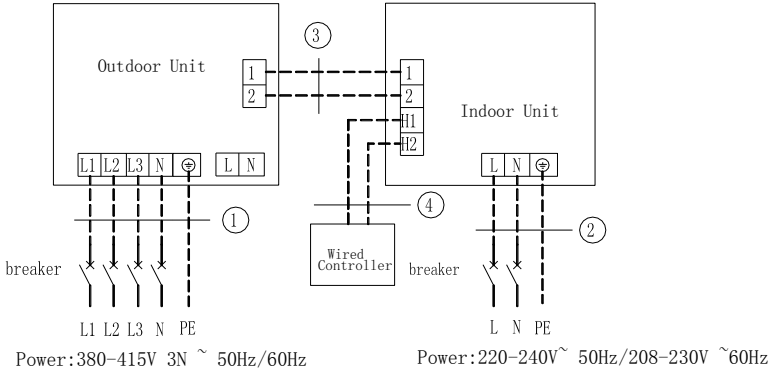 3
Outdoor Unit
1
2
1
2
H1
H2
Indoor Unit
L1 L2 L3 N
L N
L N
4
1
2
Wired
Controller
breaker
breaker
L1 L2 L3 N PE
L N PE
Power:380-415V 3N ~ 50Hz/60Hz
Power:220-240V~ 50Hz/208-230V ~60Hz